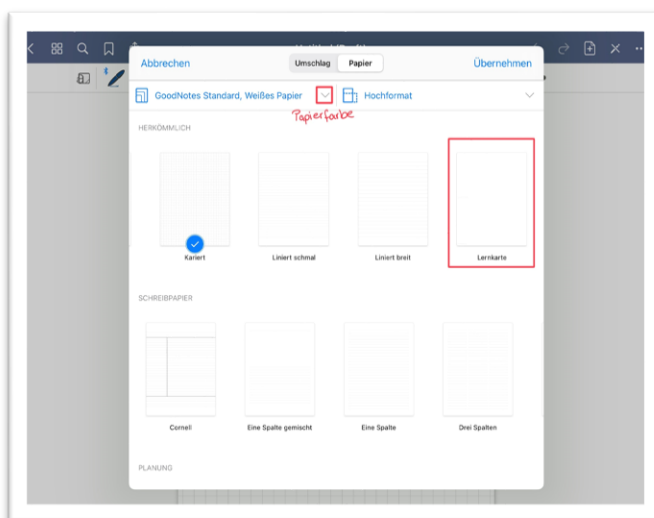 Abbrechen
Umschlag
Papier
Übernehmen
GoodNotes Standard, Weißes Papier
Hochformat
Papierfarbe
HERKÖMMLICH
Kariert
Liniert schmal
Liniert breit
Lernkarte
SCHREIBPAPIER
Cornell
Eine Spalte gemischt
Eine Spalte
Drei Spalten
PLANUNG